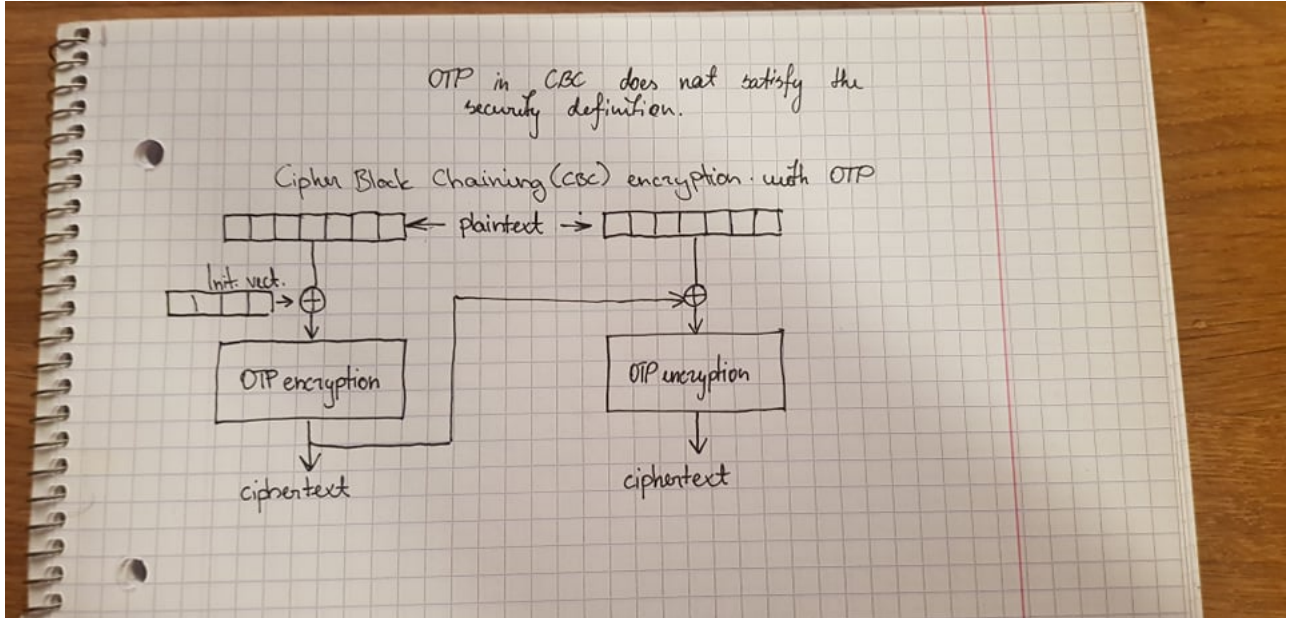 OTP in CBC does not satisfy the
security definition.
Cipher Block Chaining (CBC) encryption with OTP
plaintext
Init. vect.
OTP encryption
OTP encryption
ciphertext
ciphertext